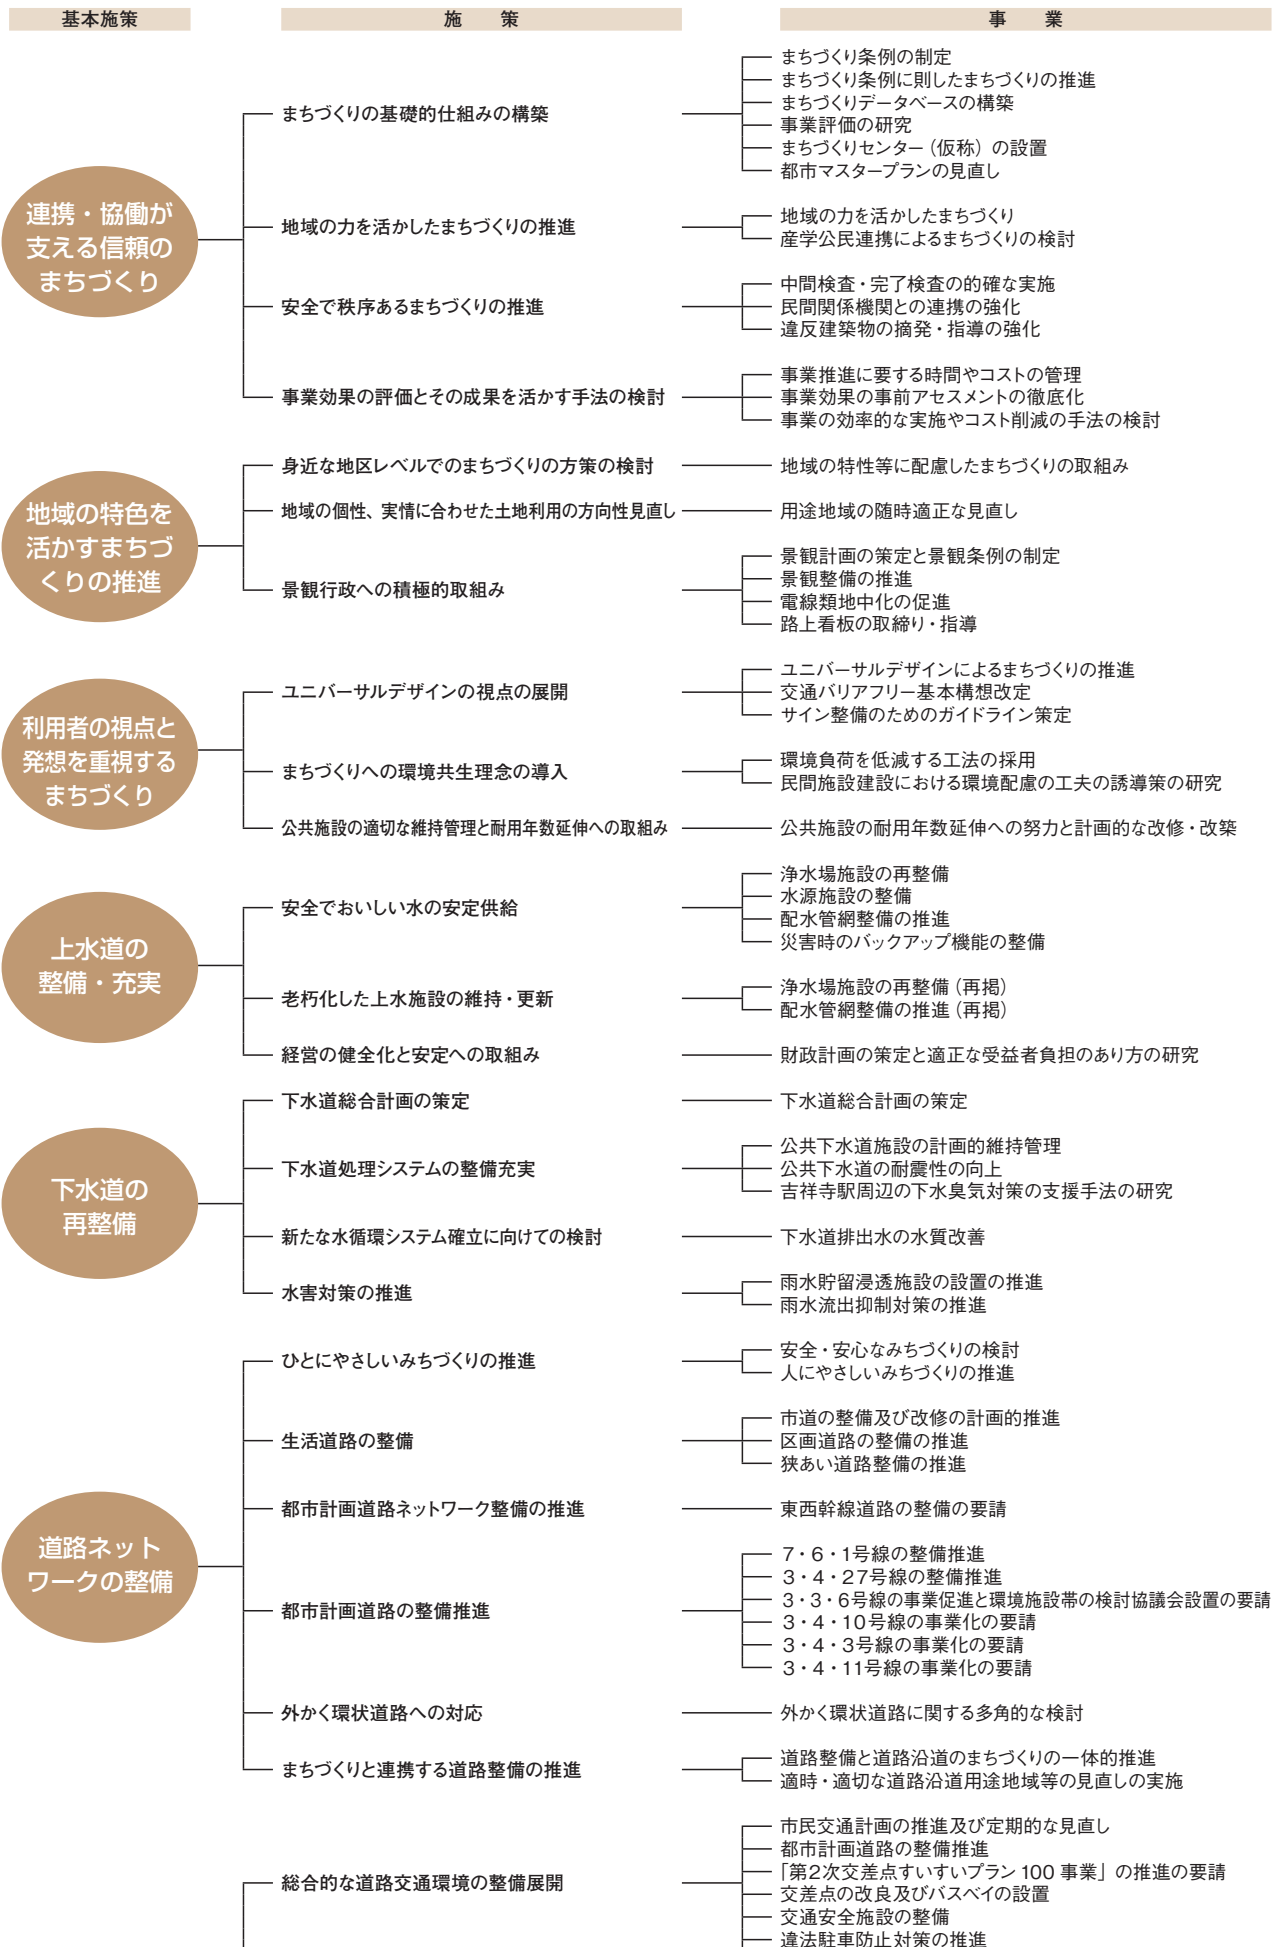 基本施策
施　策
事　業
連携・協働が
支える信頼の
まちづくり
まちづくりの基礎的仕組みの構築
まちづくり条例の制定
まちづくり条例に則したまちづくりの推進
まちづくりデータベースの構築
事業評価の研究
まちづくりセンター（仮称）の設置
都市マスタープランの見直し
地域の力を活かしたまちづくりの推進
地域の力を活かしたまちづくり
産学公民連携によるまちづくりの検討
安全で秩序あるまちづくりの推進
中間検査・完了検査の的確な実施
民間関係機関との連携の強化
違反建築物の摘発・指導の強化
事業効果の評価とその成果を活かす手法の検討
事業推進に要する時間やコストの管理
事業効果の事前アセスメントの徹底化
事業の効率的な実施やコスト削減の手法の検討
地域の特色を
活かすまちづ
くりの推進
身近な地区レベルでのまちづくりの方策の検討
地域の特性等に配慮したまちづくりの取組み
地域の個性、実情に合わせた土地利用の方向性見直し
用途地域の随時適正な見直し
景観行政への積極的取組み
景観計画の策定と景観条例の制定
景観整備の推進
電線類地中化の促進
路上看板の取締り・指導
利用者の視点と
発想を重視する
まちづくり
ユニバーサルデザインの視点の展開
ユニバーサルデザインによるまちづくりの推進
交通バリアフリー基本構想改定
サイン整備のためのガイドライン策定
まちづくりへの環境共生理念の導入
環境負荷を低減する工法の採用
民間施設建設における環境配慮の工夫の誘導策の研究
公共施設の適切な維持管理と耐用年数延伸への取組み
公共施設の耐用年数延伸への努力と計画的な改修・改築
上水道の
整備・充実
安全でおいしい水の安定供給
浄水場施設の再整備
水源施設の整備
配水管網整備の推進
災害時のバックアップ機能の整備
老朽化した上水施設の維持・更新
浄水場施設の再整備（再掲）
配水管網整備の推進（再掲）
経営の健全化と安定への取組み
財政計画の策定と適正な受益者負担のあり方の研究
下水道の
再整備
下水道総合計画の策定
下水道総合計画の策定
下水道処理システムの整備充実
公共下水道施設の計画的維持管理
公共下水道の耐震性の向上
吉祥寺駅周辺の下水臭気対策の支援手法の研究
新たな水循環システム確立に向けての検討
下水道排出水の水質改善
水害対策の推進
雨水貯留浸透施設の設置の推進
雨水流出抑制対策の推進
道路ネット
ワークの整備
ひとにやさしいみちづくりの推進
安全・安心なみちづくりの検討
人にやさしいみちづくりの推進
生活道路の整備
市道の整備及び改修の計画的推進
区画道路の整備の推進
狭あい道路整備の推進
都市計画道路ネットワーク整備の推進
東西幹線道路の整備の要請
都市計画道路の整備推進
7・6・1号線の整備推進
3・4・27号線の整備推進
3・3・6号線の事業促進と環境施設帯の検討協議会設置の要請
3・4・10号線の事業化の要請
3・4・3号線の事業化の要請
3・4・11号線の事業化の要請
外かく環状道路への対応
外かく環状道路に関する多角的な検討
まちづくりと連携する道路整備の推進
道路整備と道路沿道のまちづくりの一体的推進
適時・適切な道路沿道用途地域等の見直しの実施
総合的な道路交通環境の整備展開
市民交通計画の推進及び定期的な見直し
都市計画道路の整備推進
「第2次交差点すいすいプラン100事業」の推進の要請
交差点の改良及びバスベイの設置
交通安全施設の整備
違法駐車防止対策の推進